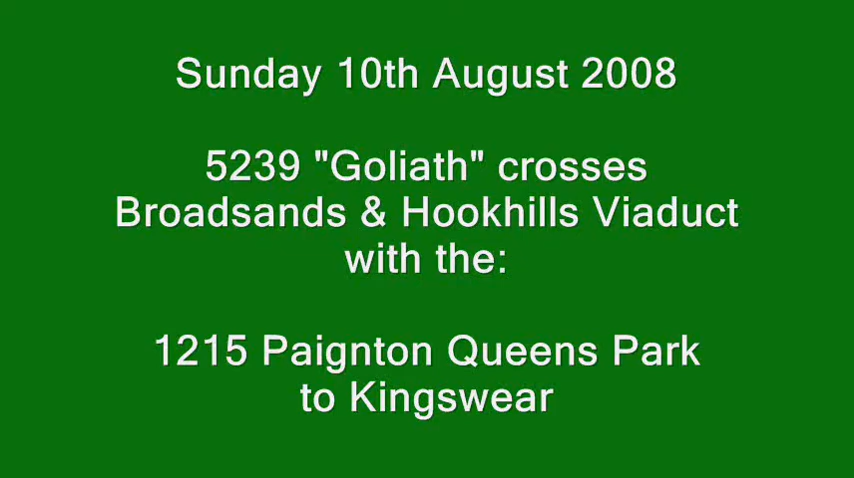 Sunday 10th August 2008
5239 "Goliath" crosses
Broadsands & Hookhills Viaduct
with the:
1215 Paignton Queens Park
to Kingswear